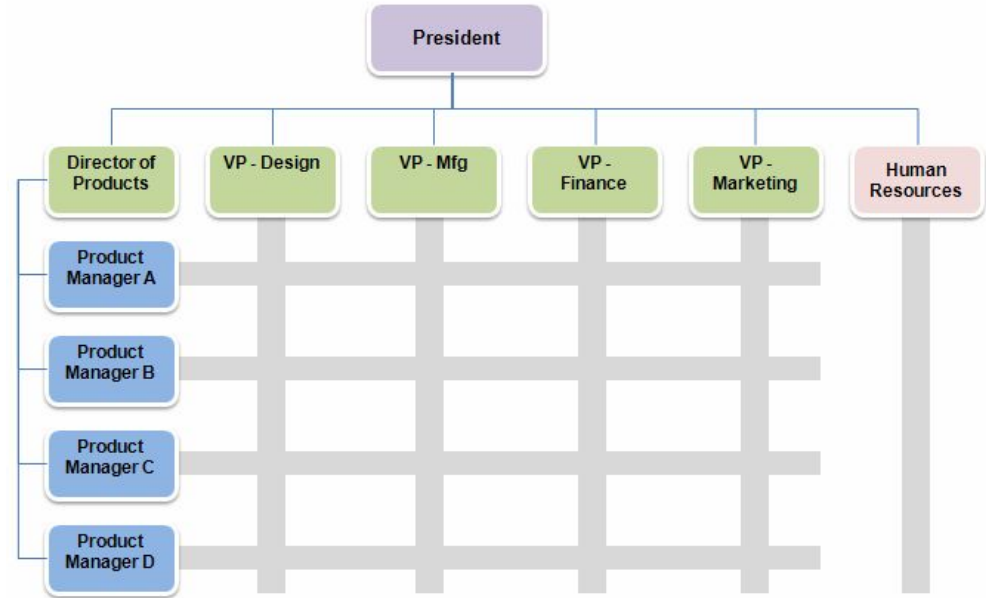 President
Director of
Products
VP - Design
VP - Mfg
VP -
Finance
VP -
Marketing
Human
Resources
Product
Manager A
Product
Manager B
Product
Manager C
Product
Manager D